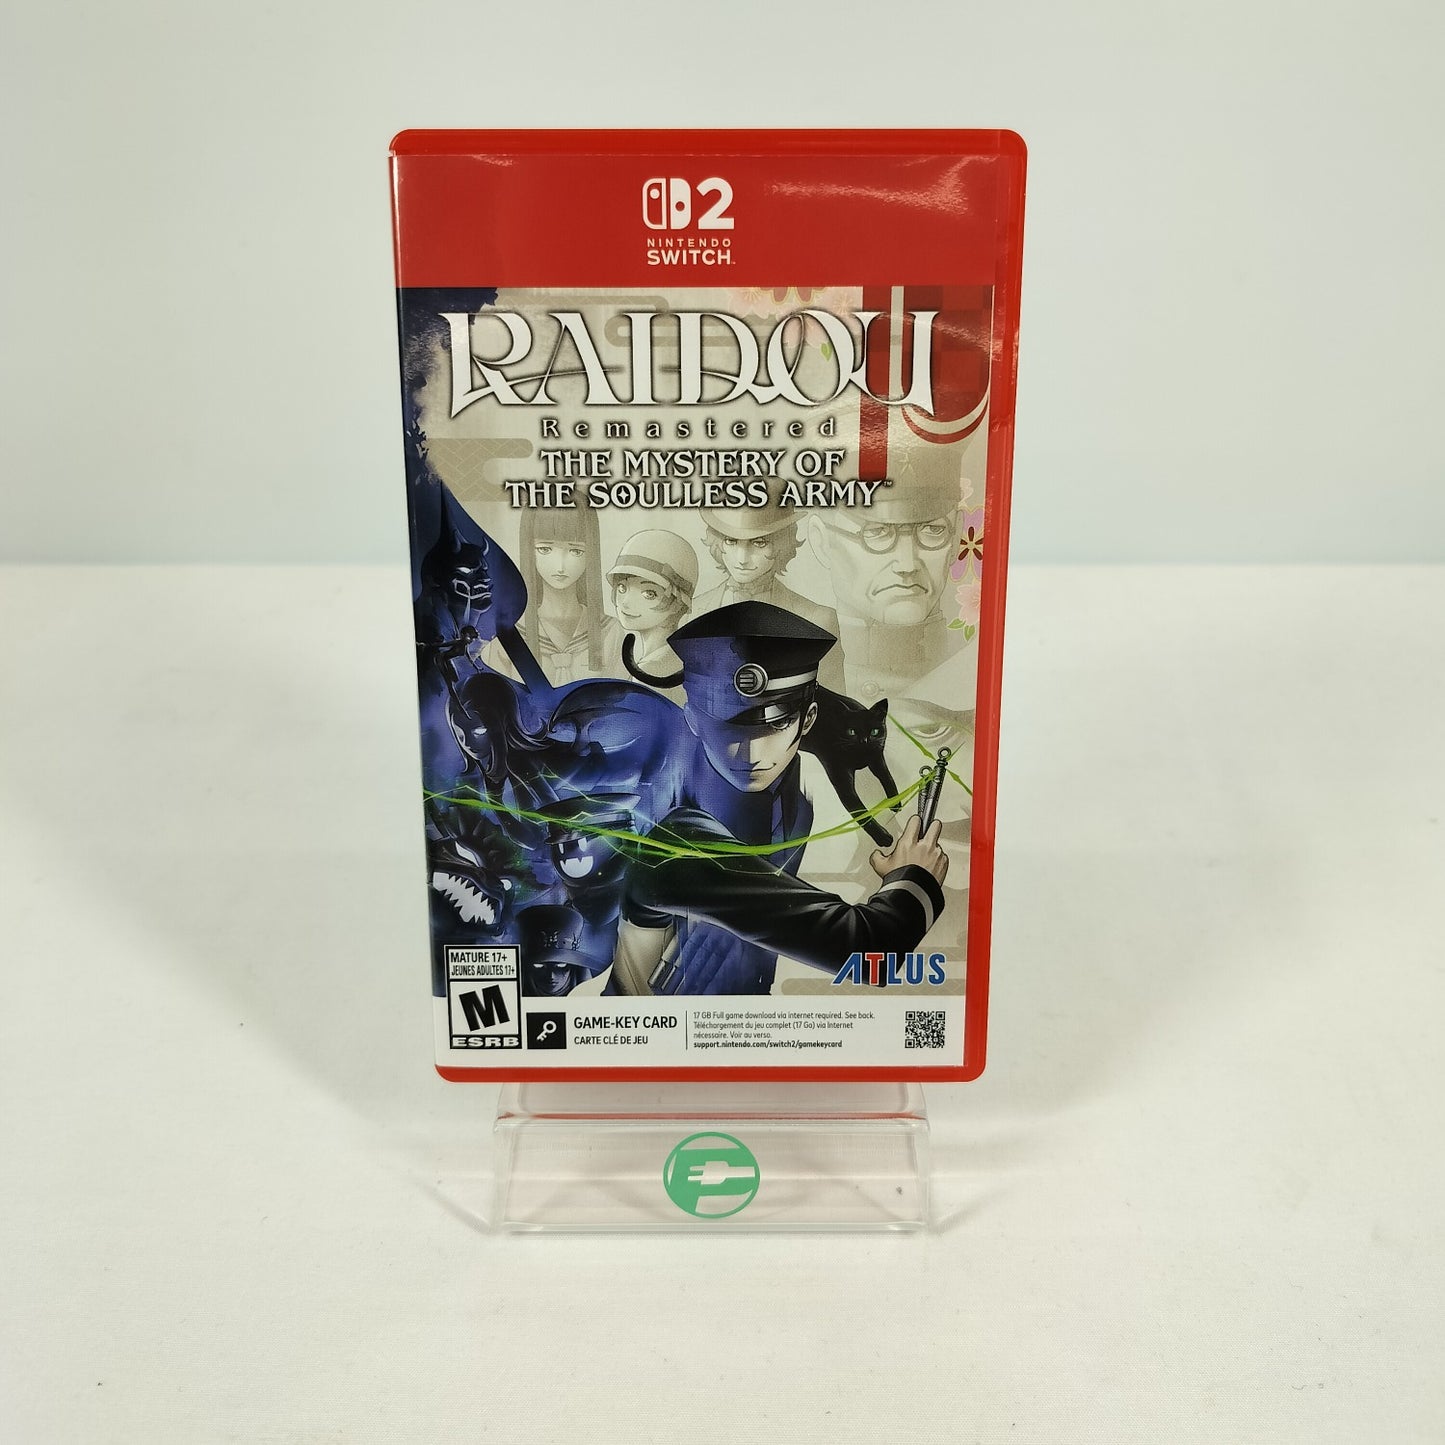 2
NINTENDO
SWITCH™
RAIDOU
Remastered
THE MYSTERY OF
THE SOULLESS ARMY™
ATLUS
MATURE 17+
JEUNES ADULTES 17+
M
ESRB
GAME-KEY CARD
CARTE CLÉ DE JEU
17 GB Full game download via internet required. See back.
Téléchargement du jeu complet (17 Go) via Internet
nécessaire. Voir au verso.
support.nintendo.com/switch2/gamekeycard